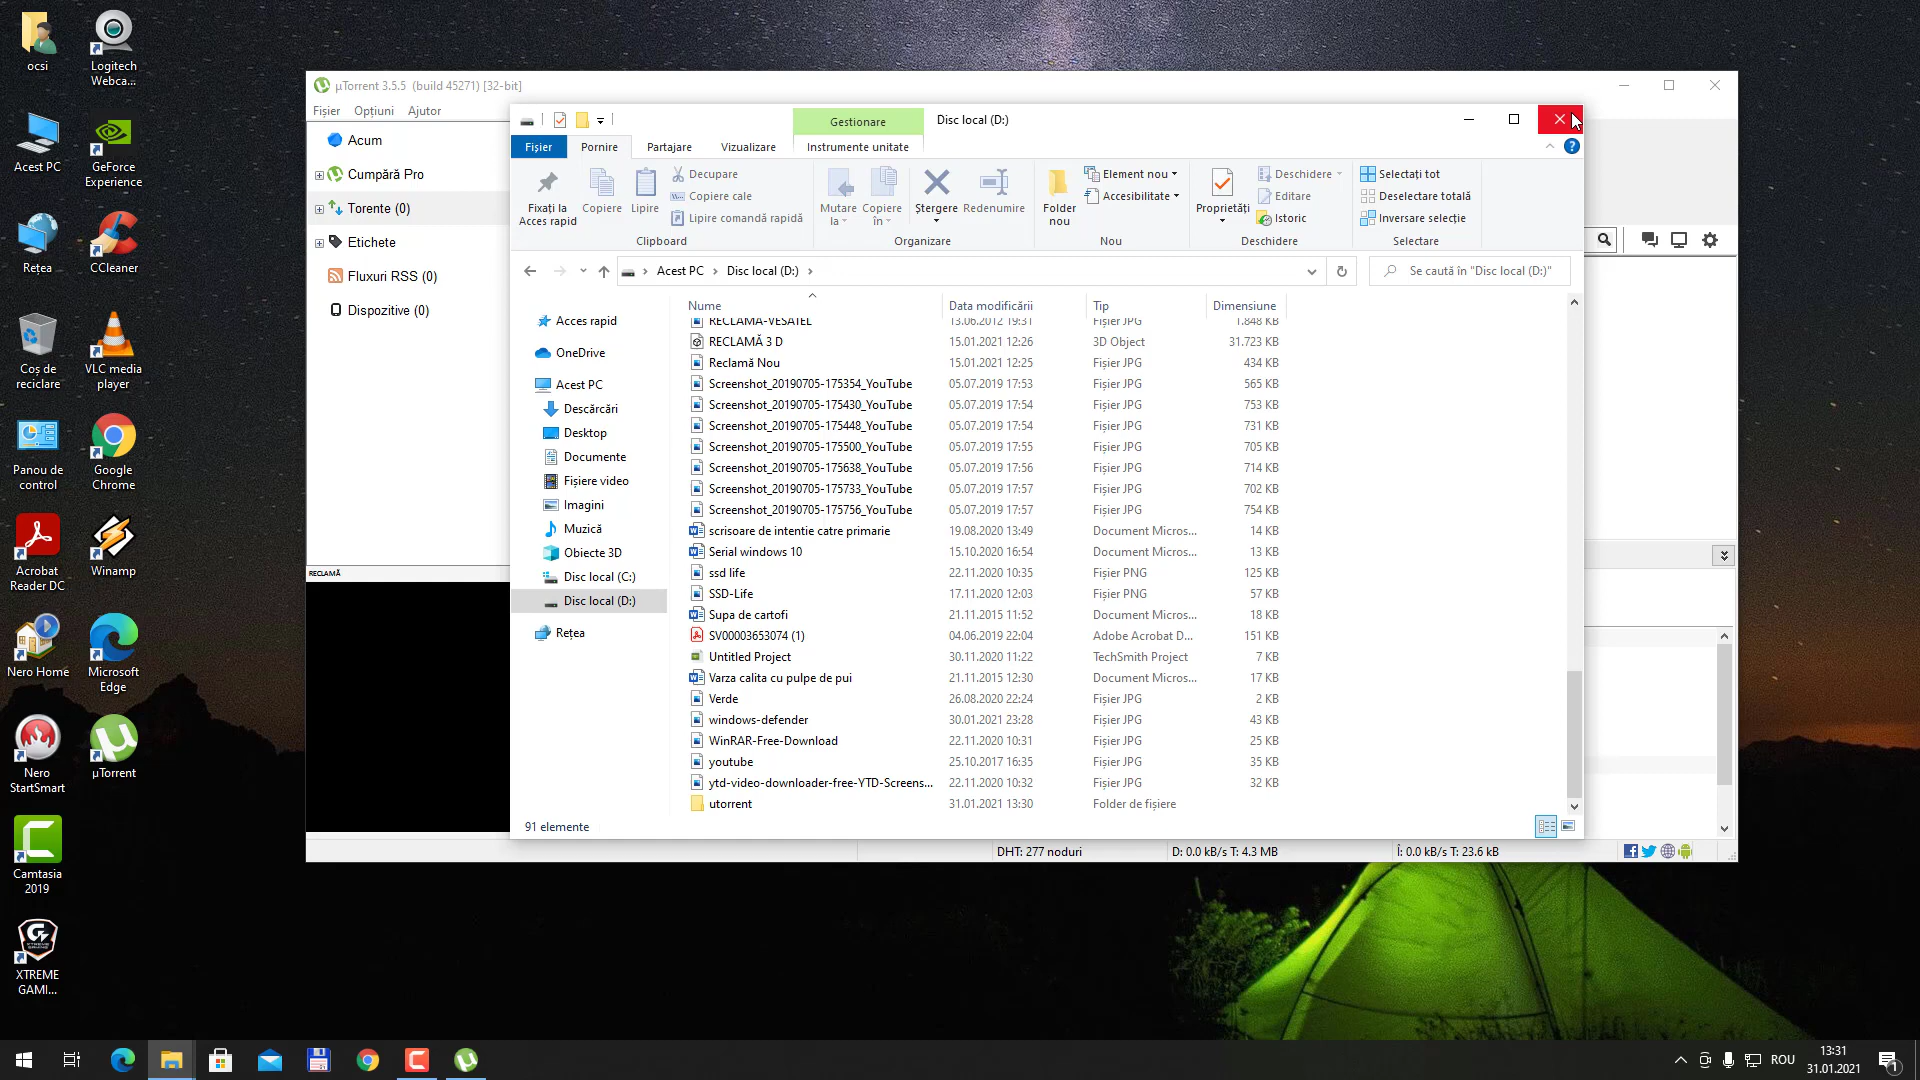 ocsi
Logitech
Webca...
Acest PC
GeForce
Experience
Rețea
CCleaner
Coș de
reciclare
VLC media
player
Panou de
control
Google
Chrome
Acrobat
Reader DC
Winamp
Nero Home
Microsoft
Edge
Nero
StartSmart
µTorrent
Camtasia
2019
XTREME
GAMI...
µTorrent 3.5.5 (build 45271) [32-bit]
Fișier Opțiuni Ajutor
Acum
Cumpără Pro
Torente (0)
Etichete
Fluxuri RSS (0)
Dispozitive (0)
RECLAMĂ
Gestionare
Disc local (D:)
Fișier Pornire Partajare Vizualizare Instrumente unitate
Fixați la
Acces rapid
Copiere
Lipire
Decupare
Copiere cale
Lipire comandă rapidă
Clipboard
Mutare
la
Copiere
în
Ștergere
Redenumire
Organizare
Folder
nou
Element nou
Accesibilitate
Nou
Proprietăți
Deschidere
Editare
Istoric
Deschidere
Selectați tot
Deselectare totală
Inversare selecție
Selectare
Acest PC > Disc local (D:) >
Se caută în "Disc local (D:)"
Acces rapid
OneDrive
Acest PC
Descărcări
Desktop
Documente
Fișiere video
Imagini
Muzică
Obiecte 3D
Disc local (C:)
Disc local (D:)
Rețea
Nume Data modificării Tip Dimensiune
RECLAMA-VESATEL 13.06.2012 19:31 Fișier JPG 1.848 KB
RECLAMĂ 3 D 15.01.2021 12:26 3D Object 31.723 KB
Reclamă Nou 15.01.2021 12:25 Fișier JPG 434 KB
Screenshot_20190705-175354_YouTube 05.07.2019 17:53 Fișier JPG 565 KB
Screenshot_20190705-175430_YouTube 05.07.2019 17:54 Fișier JPG 753 KB
Screenshot_20190705-175448_YouTube 05.07.2019 17:54 Fișier JPG 731 KB
Screenshot_20190705-175500_YouTube 05.07.2019 17:55 Fișier JPG 705 KB
Screenshot_20190705-175638_YouTube 05.07.2019 17:56 Fișier JPG 714 KB
Screenshot_20190705-175733_YouTube 05.07.2019 17:57 Fișier JPG 702 KB
Screenshot_20190705-175756_YouTube 05.07.2019 17:57 Fișier JPG 754 KB
scrisoare de intentie catre primarie 19.08.2020 13:49 Document Micros... 14 KB
Serial windows 10 15.10.2020 16:54 Document Micros... 13 KB
ssd life 22.11.2020 10:35 Fișier PNG 125 KB
SSD-Life 17.11.2020 12:03 Fișier PNG 57 KB
Supa de cartofi 21.11.2015 11:52 Document Micros... 18 KB
SV00003653074 (1) 04.06.2019 22:04 Adobe Acrobat D... 151 KB
Untitled Project 30.11.2020 11:22 TechSmith Project 7 KB
Varza calita cu pulpe de pui 21.11.2015 12:30 Document Micros... 17 KB
Verde 26.08.2020 22:24 Fișier JPG 2 KB
windows-defender 30.01.2021 23:28 Fișier JPG 43 KB
WinRAR-Free-Download 22.11.2020 10:31 Fișier JPG 25 KB
youtube 25.10.2017 16:35 Fișier JPG 35 KB
ytd-video-downloader-free-YTD-Screens... 22.11.2020 10:32 Fișier JPG 32 KB
utorrent 31.01.2021 13:30 Folder de fișiere
91 elemente
DHT: 277 noduri D: 0.0 kB/s T: 4.3 MB Î: 0.0 kB/s T: 23.6 kB
ROU
13:31
31.01.2021
1